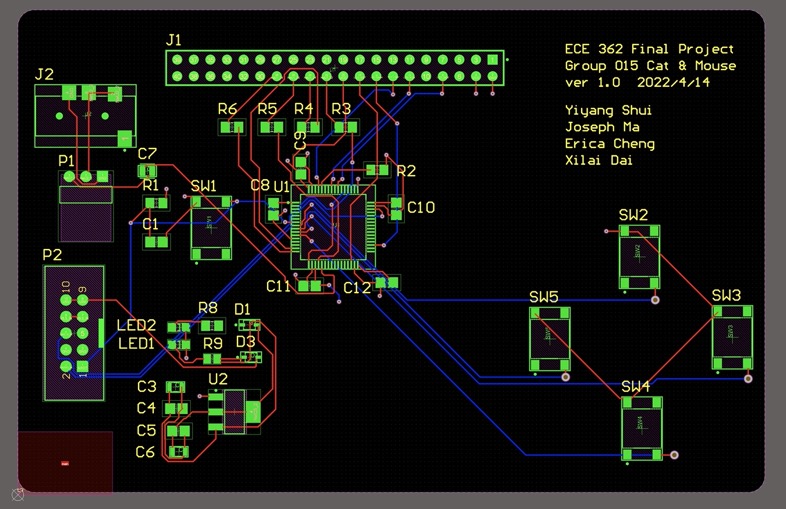 J1
ECE 362 Final Project
Group 015 Cat & Mouse
ver 1.0 2022/4/14
Yiyang Shui
Joseph Ma
Erica Cheng
Xilai Dai
J2
R6
R5
R4
R3
C9
P1
C7
R2
R1
SW1
C8
U1
C10
C1
SW2
P2
C11
C12
10
9
SW5
SW3
R8
D1
LED2
LED1
R9
D3
2
1
U2
C3
C4
C5
C6
SW4